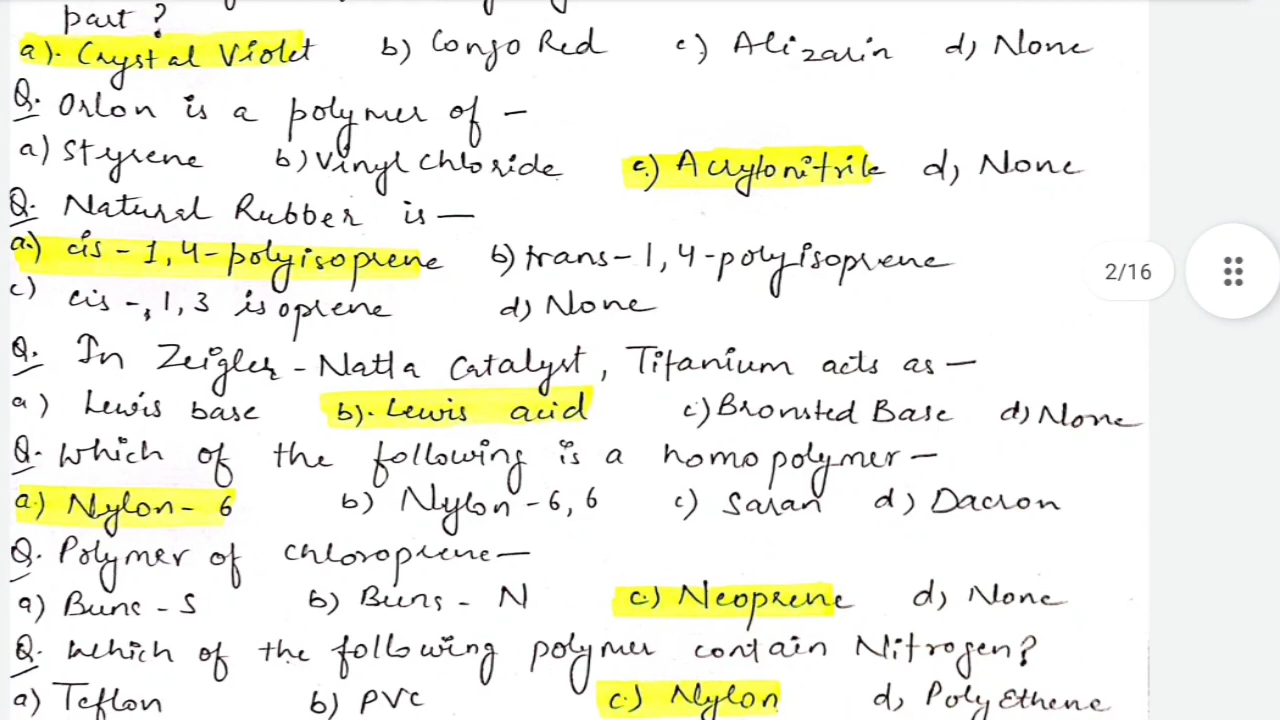 part ?
a). Crystal Violet b) Congo Red c) Alizarin d) None
Q. Orlon is a polymer of -
a) Styrene b) Vinyl chloride c) Acrylonitrile d) None
Q. Natural Rubber is —
a.) cis - 1, 4 - polyisoprene b) trans - 1, 4 - polyisoprene
c) cis -, 1, 3 isoprene d) None
Q. In Zeigler - Natta Catalyst, Titanium acts as —
a) Lewis base b). Lewis acid c) Bronsted Base d) None
Q. Which of the following is a homopolymer —
a.) Nylon - 6 b) Nylon - 6, 6 c) Saran d) Dacron
Q. Polymer of chloroprene —
a) Buna - S b) Buna - N c) Neoprene d) None
Q. Which of the following polymer contain Nitrogen?
a) Teflon b) PVC c) Nylon d) PolyEthene
2/16